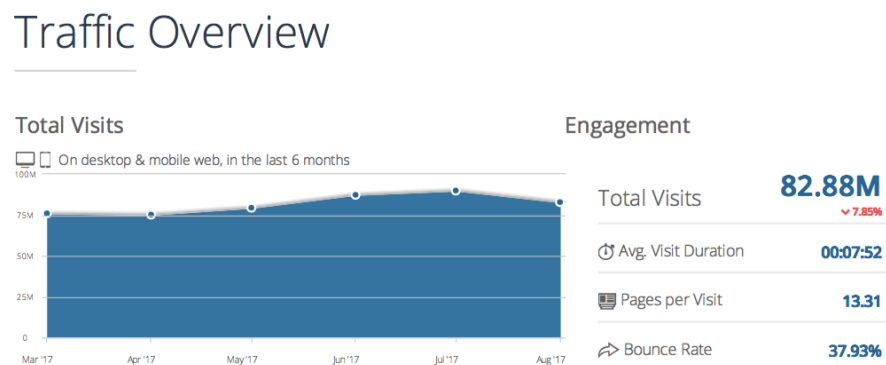 Traffic Overview
Total Visits
On desktop & mobile web, in the last 6 months
100M
75M
50M
25M
0
Mar '17 Apr '17 May'17 Jun'17 Jul '17 Aug '17
Engagement
Total Visits 82.88M
7.85%
Avg. Visit Duration 00:07:52
Pages per Visit 13.31
Bounce Rate 37.93%